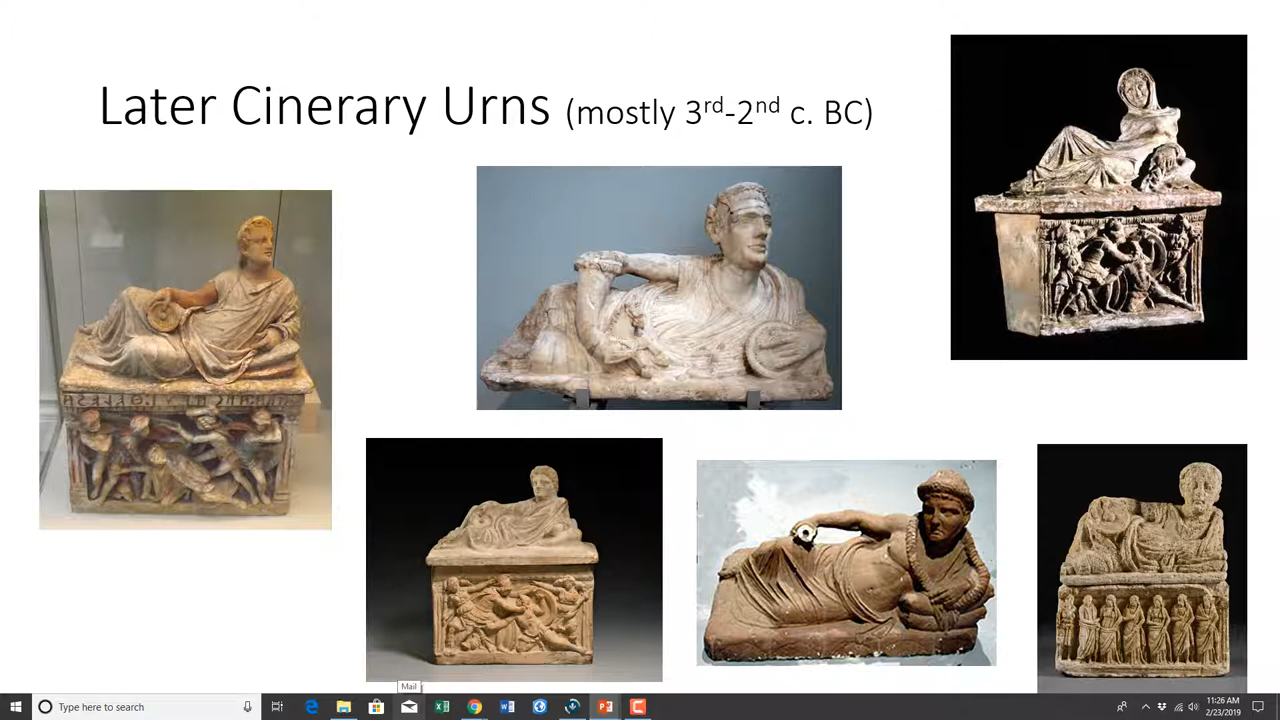 Later Cinerary Urns (mostly 3rd-2nd c. BC)
Mail
Type here to search
11:26 AM
2/23/2019